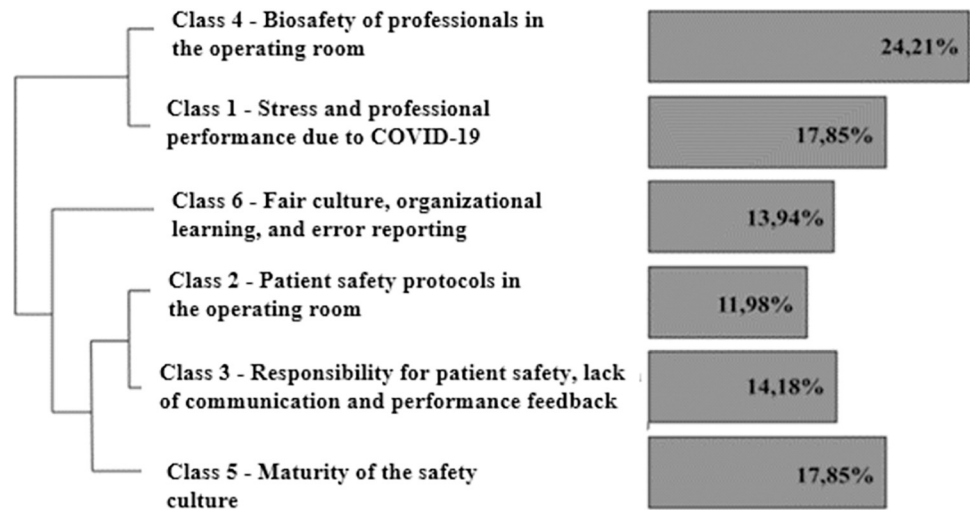 Class 4 - Biosafety of professionals in
the operating room
24,21%
Class 1 - Stress and professional
performance due to COVID-19
17,85%
Class 6 - Fair culture, organizational
learning, and error reporting
13,94%
Class 2 - Patient safety protocols in
the operating room
11,98%
Class 3 - Responsibility for patient safety, lack
of communication and performance feedback
14,18%
Class 5 - Maturity of the safety
culture
17,85%